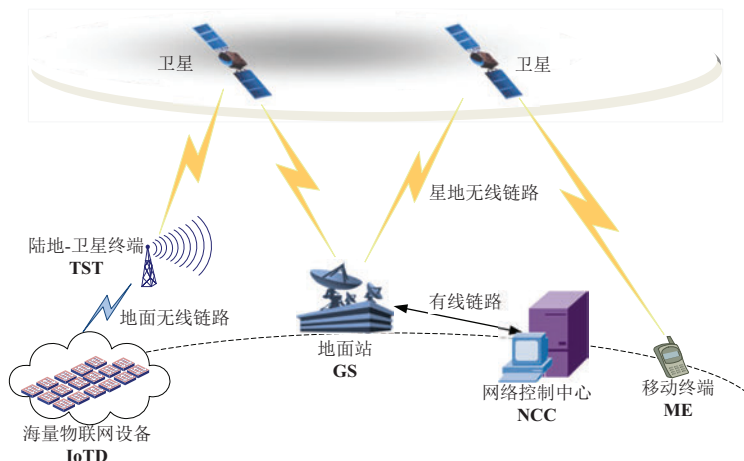 卫星
卫星
星地无线链路
陆地-卫星终端
TST
地面无线链路
有线链路
地面站
GS
网络控制中心
NCC
移动终端
ME
海量物联网设备
IoTD